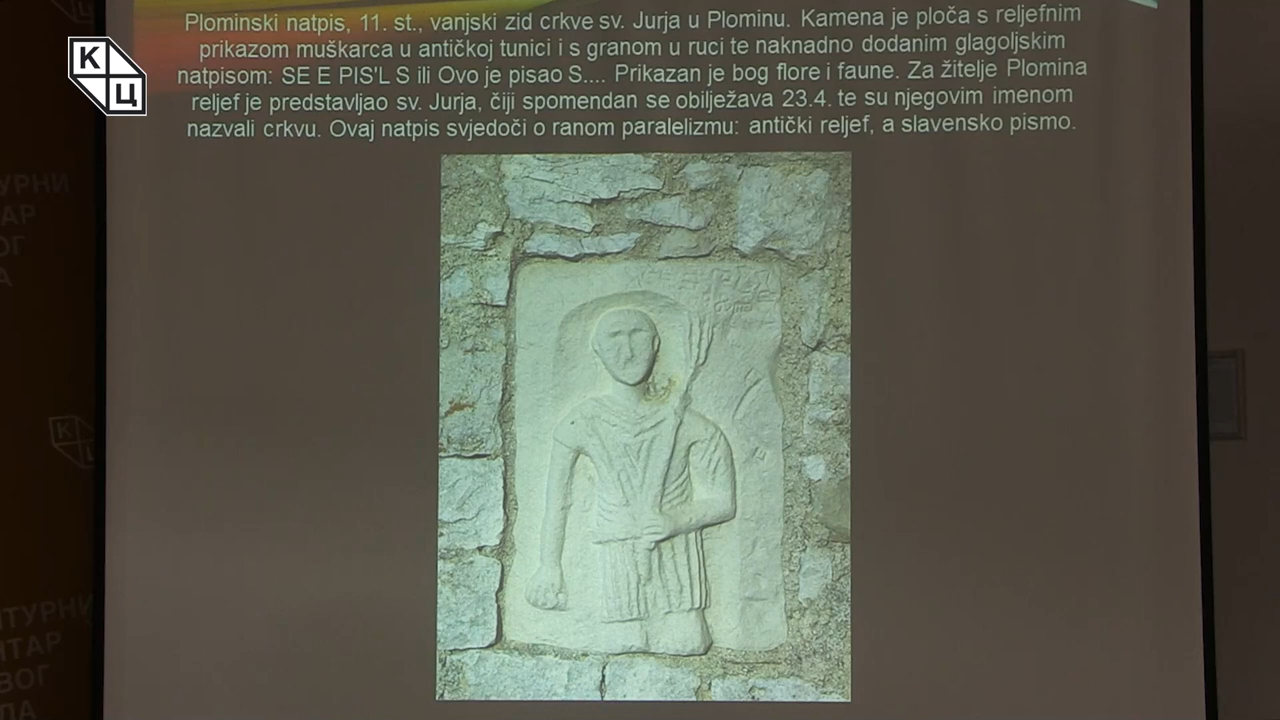 Plominski natpis, 11. st., vanjski zid crkve sv. Jurja u Plominu. Kamena je ploča s reljefnim
prikazom muškarca u antičkoj tunici i s granom u ruci te naknadno dodanim glagoljskim
natpisom: SE E PIS'L S ili Ovo je pisao S.... Prikazan je bog flore i faune. Za žitelje Plomina
reljef je predstavljao sv. Jurja, čiji spomendan se obilježava 23.4. te su njegovim imenom
nazvali crkvu. Ovaj natpis svjedoči o ranom paralelizmu: antički reljef, a slavensko pismo.
К
Ц
К
Ц